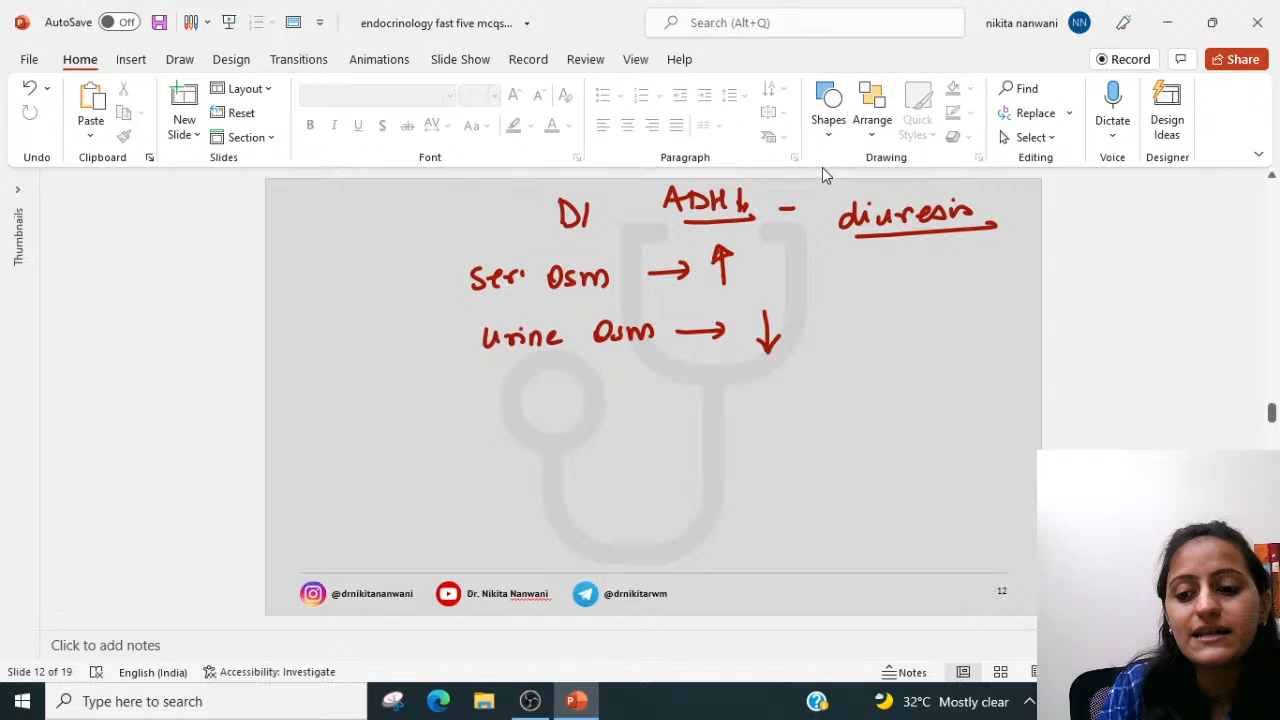 AutoSave Off endocrinology fast five mcqs... Search (Alt+Q) nikita nanwani NN
File Home Insert Draw Design Transitions Animations Slide Show Record Review View Help Record Share
Paste New Slide Layout Reset Section Shapes Arrange Quick Styles Find Replace Select Dictate Design Ideas
B I U S ab AV Aa A
Undo Clipboard Slides Font Paragraph Drawing Editing Voice Designer
Thumbnails
DI ADH↓ - diuresis
Ser. Osm → ↑
Urine Osm → ↓
@drnikitananwani Dr. Nikita Nanwani @drnikitarwm 12
Click to add notes
Slide 12 of 19 English (India) Accessibility: Investigate Notes
Type here to search 32°C Mostly clear